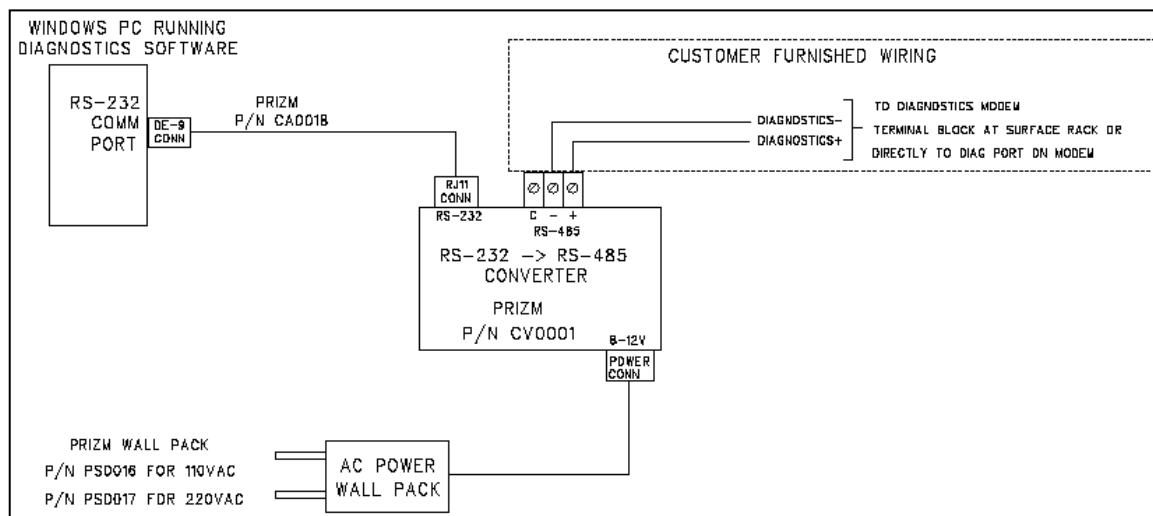 WINDOWS PC RUNNING
DIAGNOSTICS SOFTWARE
RS-232
COMM
PORT
DE-9
CONN
PRIZM
P/N CA0018
CUSTOMER FURNISHED WIRING
DIAGNOSTICS-
DIAGNOSTICS+
TO DIAGNOSTICS MODEM
TERMINAL BLOCK AT SURFACE RACK OR
DIRECTLY TO DIAG PORT ON MODEM
RJ11
CONN
RS-232
C - +
RS-485
RS-232 -> RS-485
CONVERTER
PRIZM
P/N CV0001
8-12V
POWER
CONN
PRIZM WALL PACK
P/N PS0016 FOR 110VAC
P/N PS0017 FOR 220VAC
AC POWER
WALL PACK